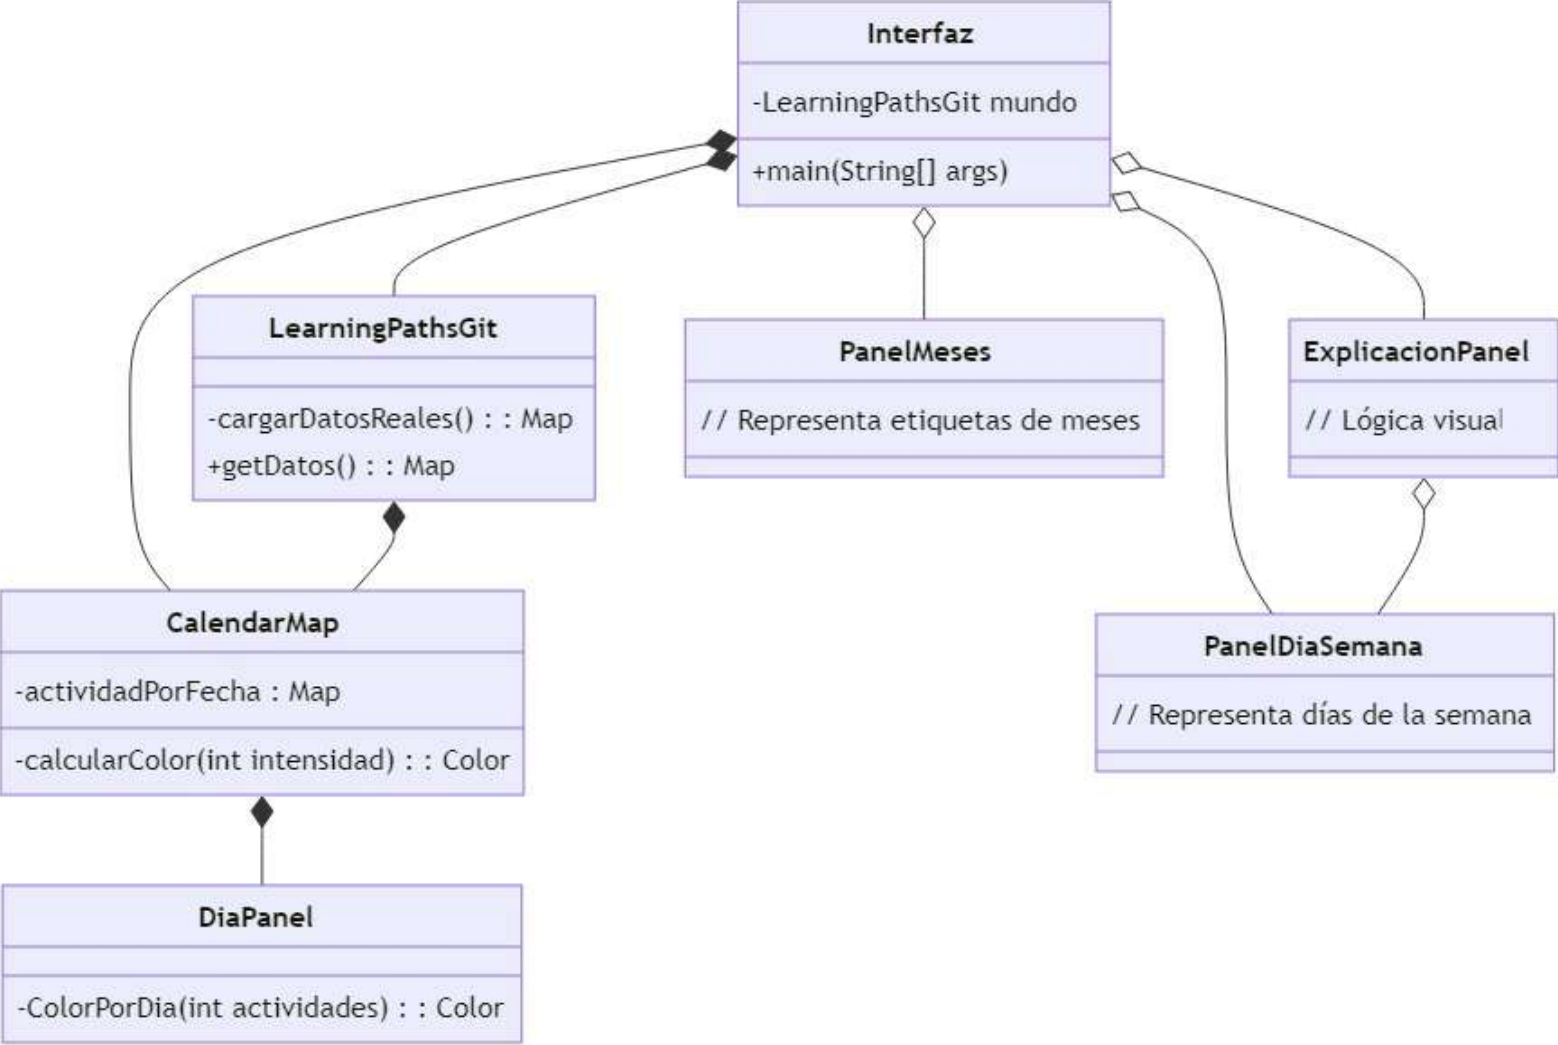 Interfaz
-LearningPathsGit mundo
+main(String[] args)
LearningPathsGit
-cargarDatosReales() : : Map
+getDatos() : : Map
PanelMeses
// Representa etiquetas de meses
ExplicacionPanel
// Lógica visual
CalendarMap
-actividadPorFecha : Map
-calcularColor(int intensidad) : : Color
PanelDiaSemana
// Representa días de la semana
DiaPanel
-ColorPorDia(int actividades) : : Color